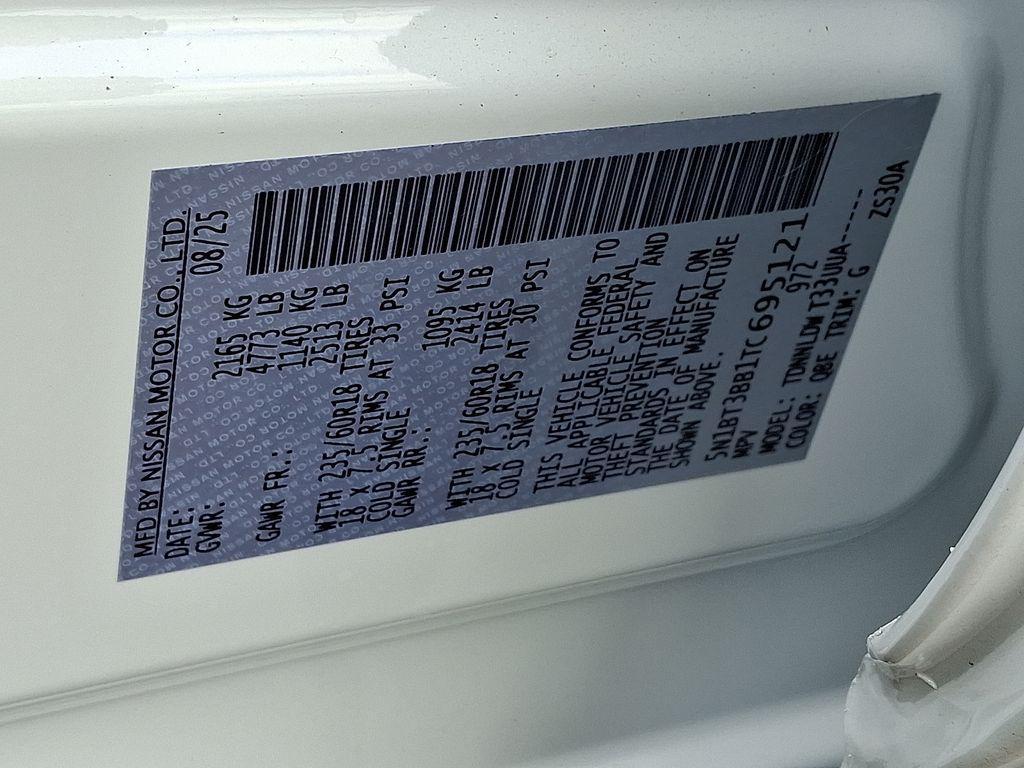 MFD BY NISSAN MOTOR CO., LTD.
DATE: 08/25
GVWR: 2165 KG
4773 LB
GAWR FR.: 1140 KG
2513 LB
WITH 235/60R18 TIRES
18 X 7.5 RIMS AT 33 PSI
COLD SINGLE
GAWR RR.: 1095 KG
2414 LB
WITH 235/60R18 TIRES
18 X 7.5 RIMS AT 30 PSI
COLD SINGLE
THIS VEHICLE CONFORMS TO
ALL APPLICABLE FEDERAL
MOTOR VEHICLE SAFETY AND
THEFT PREVENTION
STANDARDS IN EFFECT ON
THE DATE OF MANUFACTURE
SHOWN ABOVE.
5N1BT3BB1TC695121
MPV 972
MODEL: TDWNLDW T33UUA------
COLOR: QBE TRIM: G ZS30A